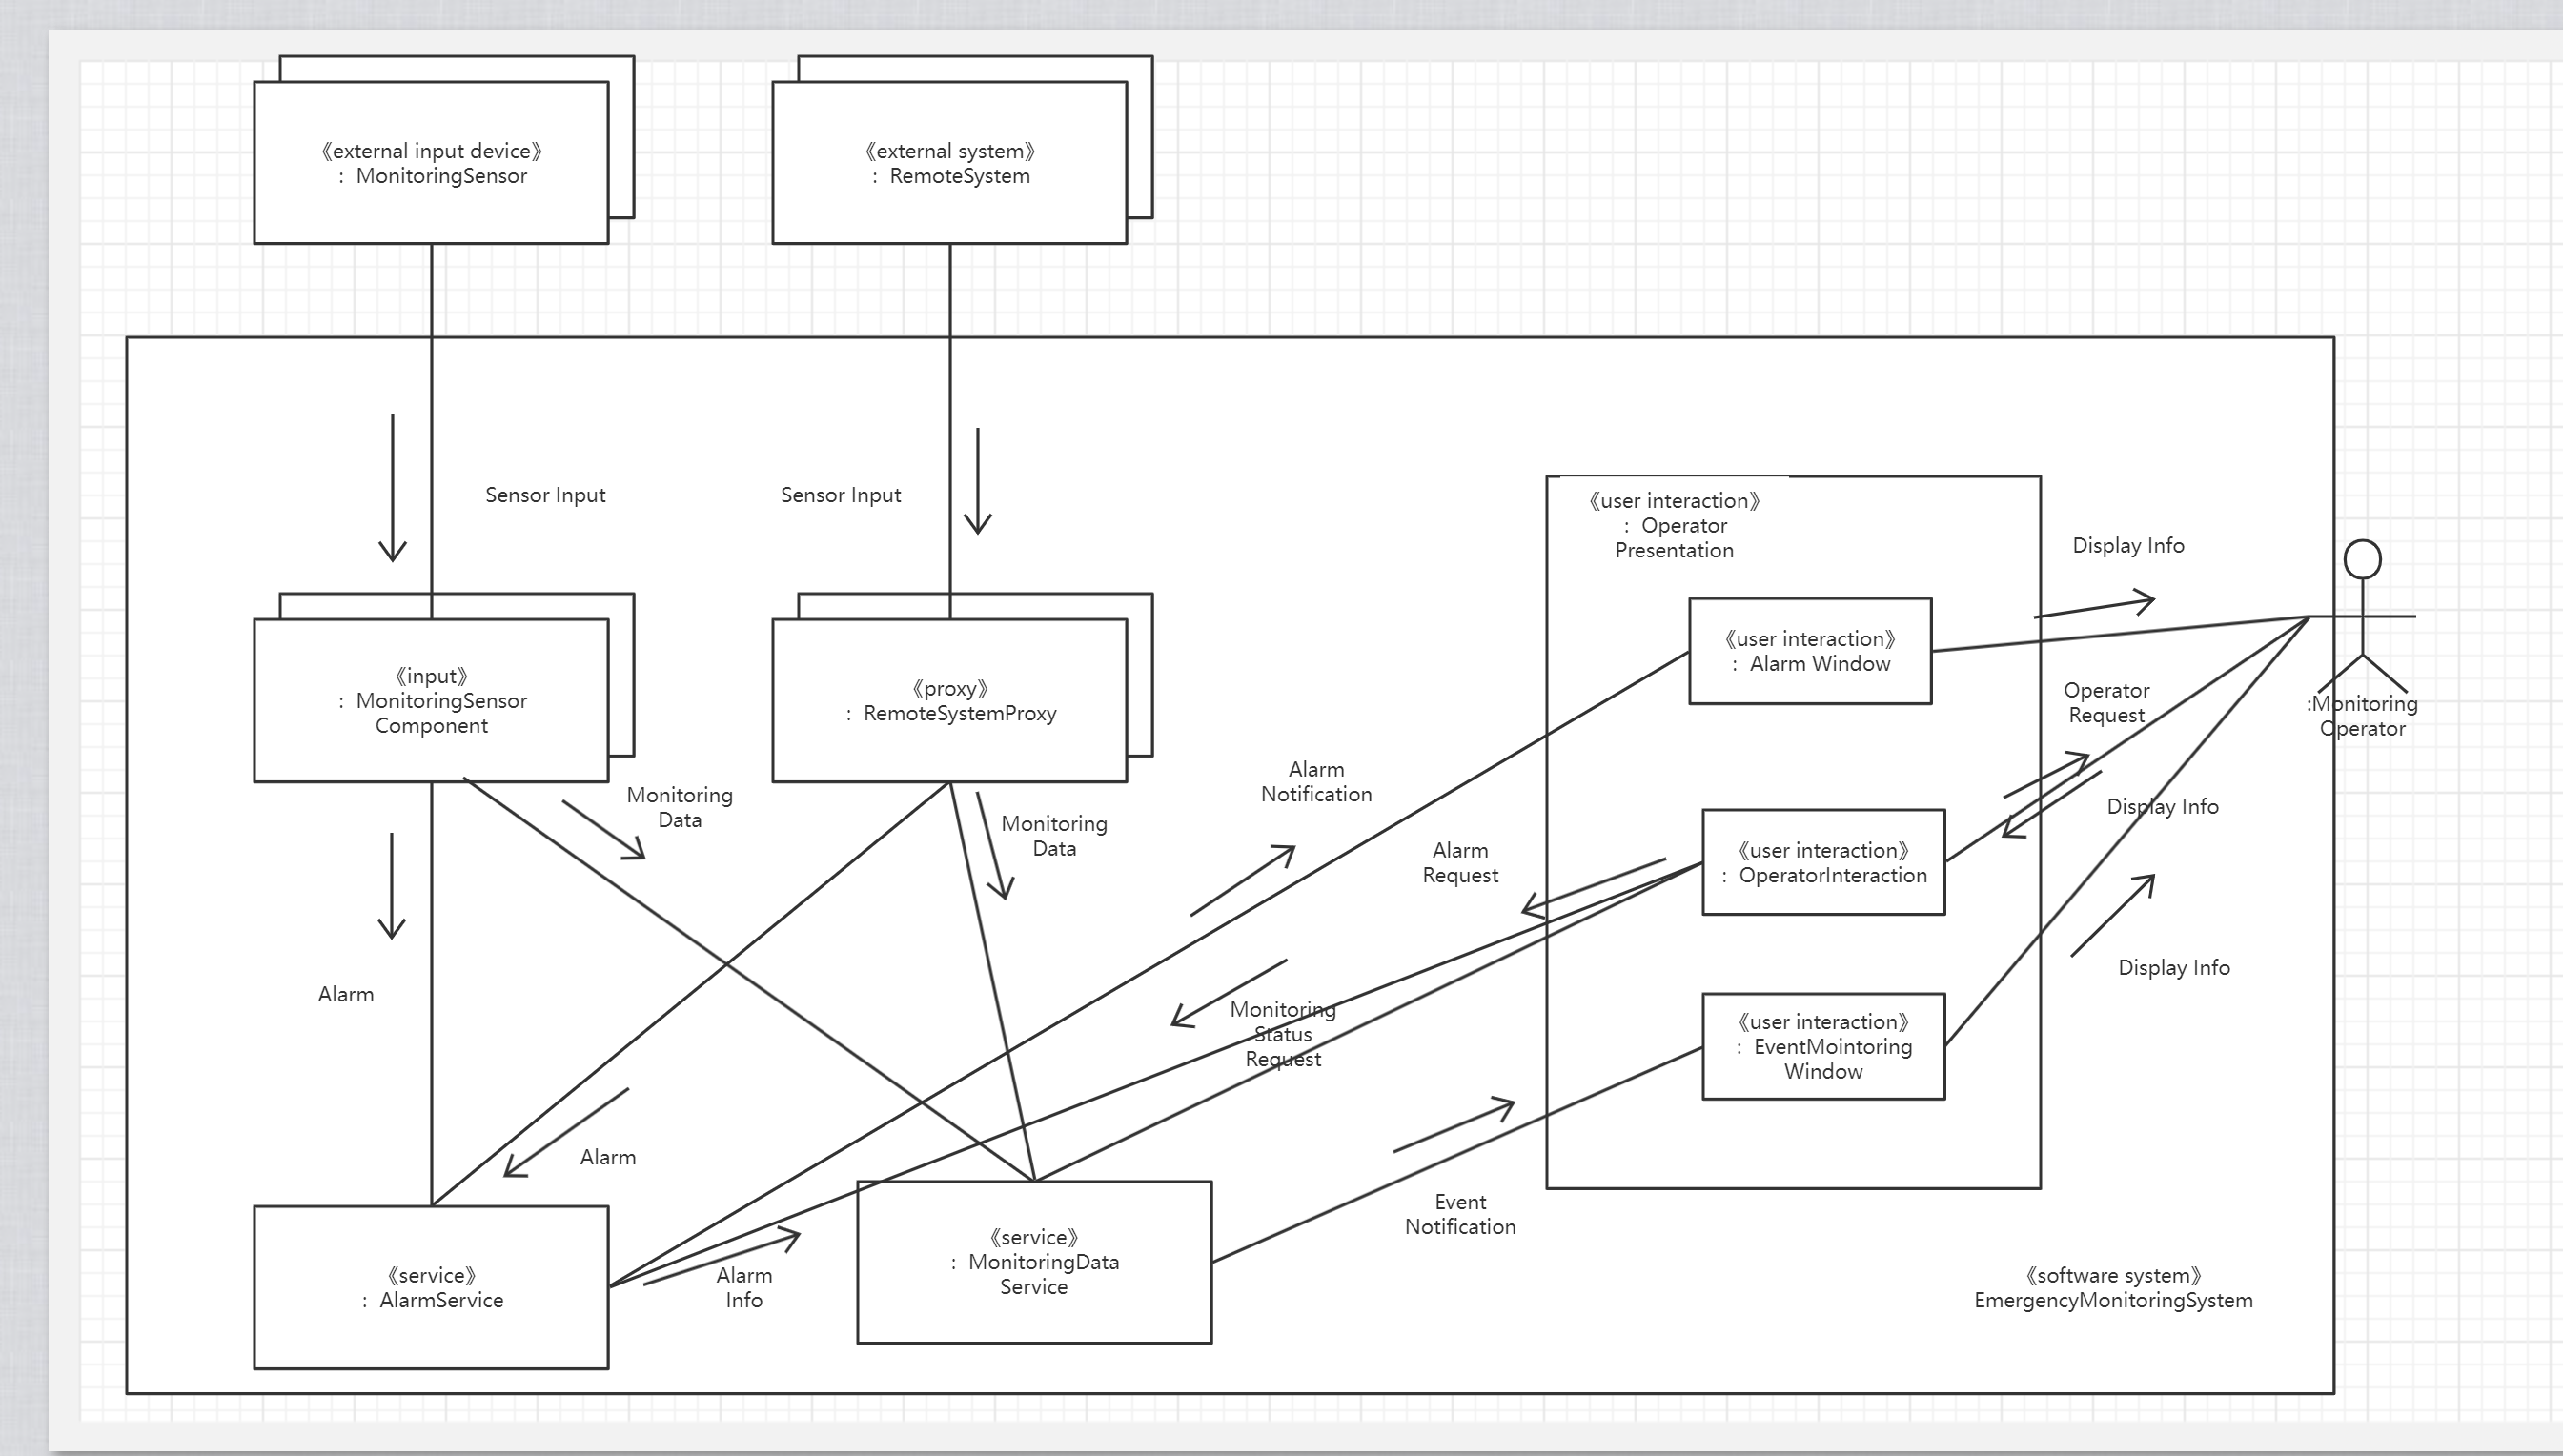 《external input device》
: MonitoringSensor
《external system》
: RemoteSystem
Sensor Input
Sensor Input
《user interaction》
: Operator
Presentation
Display Info
《user interaction》
: Alarm Window
《input》
: MonitoringSensor
Component
《proxy》
: RemoteSystemProxy
Operator
Request
:Monitoring
Operator
Alarm
Notification
Monitoring
Data
Monitoring
Data
Display Info
Alarm
Request
《user interaction》
: OperatorInteraction
Display Info
Alarm
Monitoring
Status
Request
《user interaction》
: EventMointoring
Window
Alarm
Event
Notification
《service》
: AlarmService
Alarm
Info
《service》
: MonitoringData
Service
《software system》
EmergencyMonitoringSystem